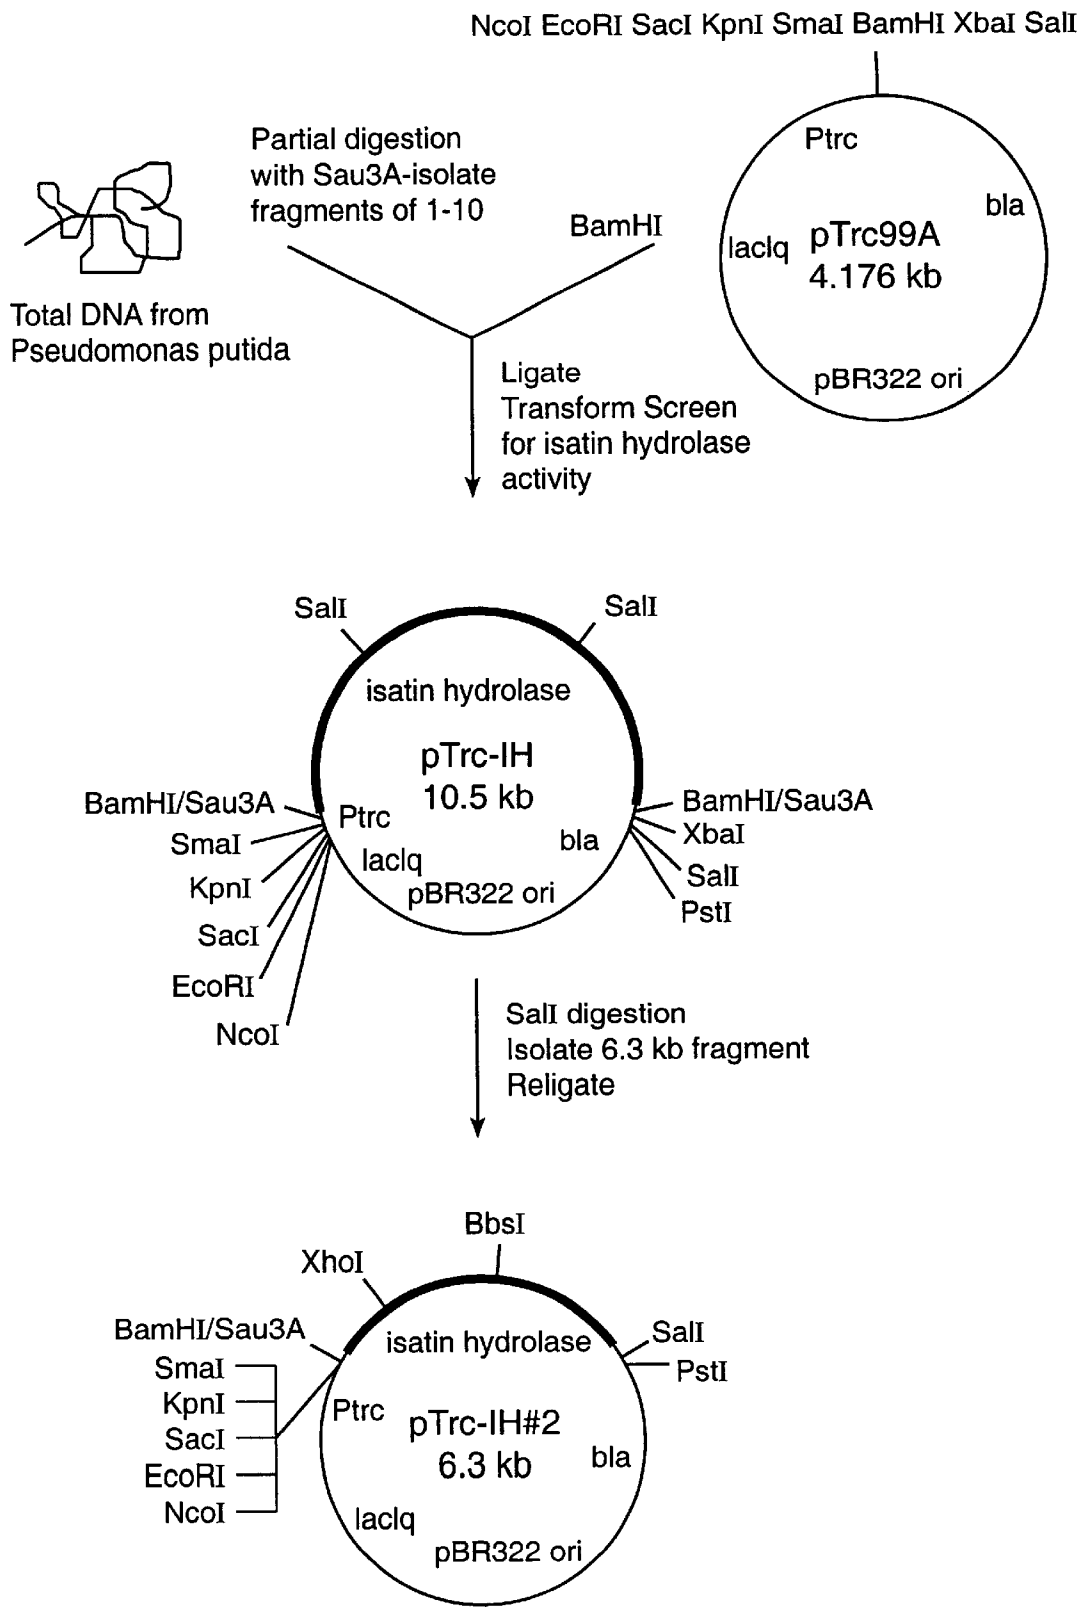 NcoI EcoRI SacI KpnI SmaI BamHI XbaI SalI
Partial digestion
with Sau3A-isolate
fragments of 1-10
BamHI
Ptrc
bla
lacIq
pTrc99A
4.176 kb
pBR322 ori
Total DNA from
Pseudomonas putida
Ligate
Transform Screen
for isatin hydrolase
activity
SalI
SalI
isatin hydrolase
pTrc-IH
10.5 kb
BamHI/Sau3A
SmaI
KpnI
SacI
EcoRI
NcoI
Ptrc
lacIq
pBR322 ori
bla
BamHI/Sau3A
XbaI
SalI
PstI
SalI digestion
Isolate 6.3 kb fragment
Religate
BbsI
XhoI
BamHI/Sau3A
SmaI
KpnI
SacI
EcoRI
NcoI
isatin hydrolase
SalI
PstI
Ptrc
pTrc-IH#2
6.3 kb
bla
lacIq
pBR322 ori